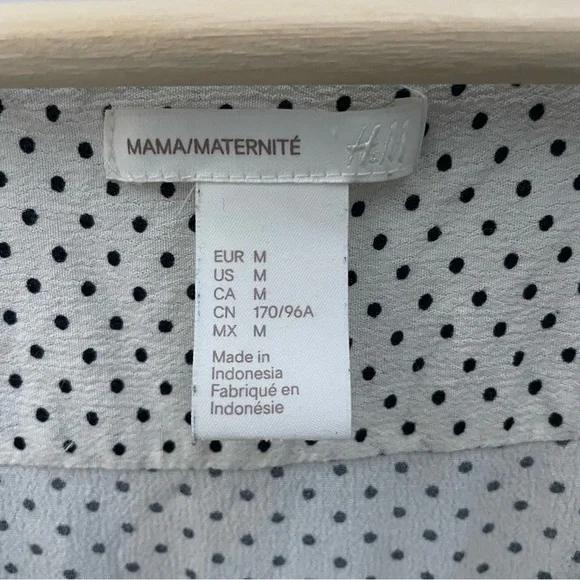 MAMA/MATERNITÉ H&M
EUR M
US M
CA M
CN 170/96A
MX M
Made in
Indonesia
Fabriqué en
Indonésie